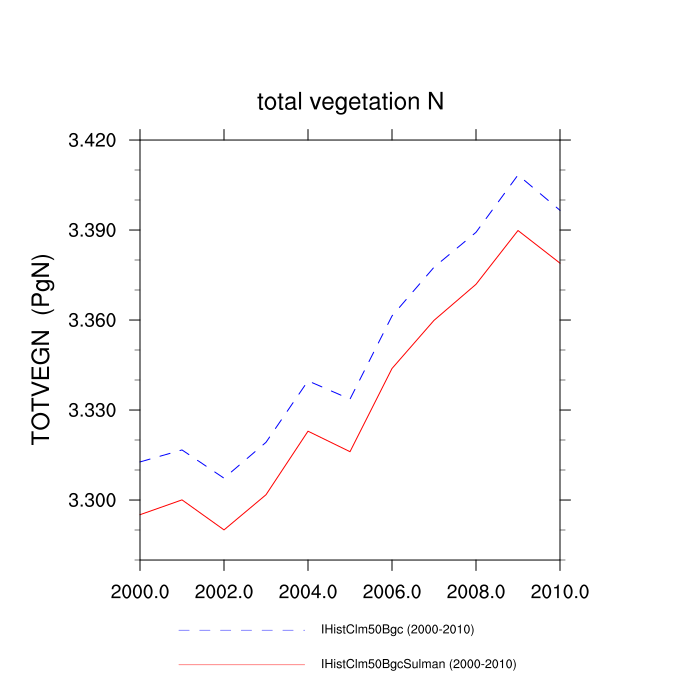 total vegetation N
3.420
3.390
3.360
3.330
3.300
TOTVEGN (PgN)
2000.0 2002.0 2004.0 2006.0 2008.0 2010.0
IHistClm50Bgc (2000-2010)
IHistClm50BgcSulman (2000-2010)